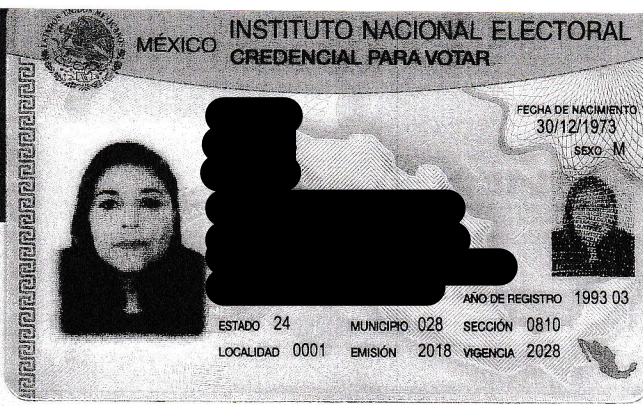 MÉXICO
INSTITUTO NACIONAL ELECTORAL
CREDENCIAL PARA VOTAR
FECHA DE NACIMIENTO
30/12/1973
SEXO M
AÑO DE REGISTRO 1993 03
ESTADO 24 MUNICIPIO 028 SECCIÓN 0810
LOCALIDAD 0001 EMISIÓN 2018 VIGENCIA 2028